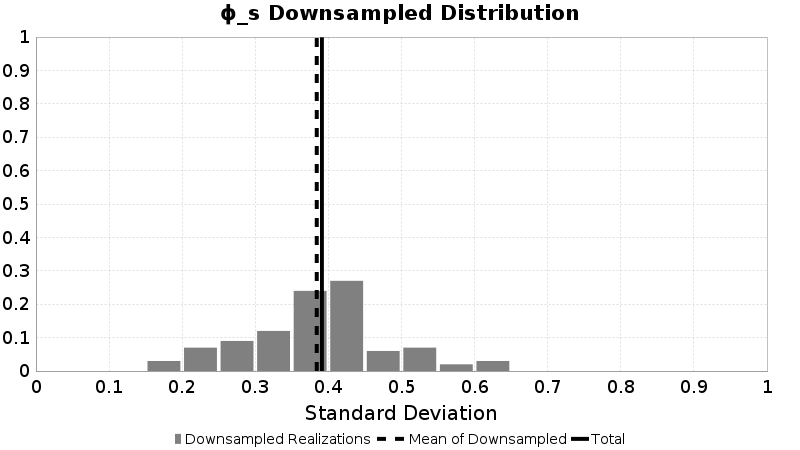 ϕ_s Downsampled Distribution
1
0.9
0.8
0.7
0.6
0.5
0.4
0.3
0.2
0.1
0
0 0.1 0.2 0.3 0.4 0.5 0.6 0.7 0.8 0.9 1
Standard Deviation
Downsampled Realizations Mean of Downsampled Total